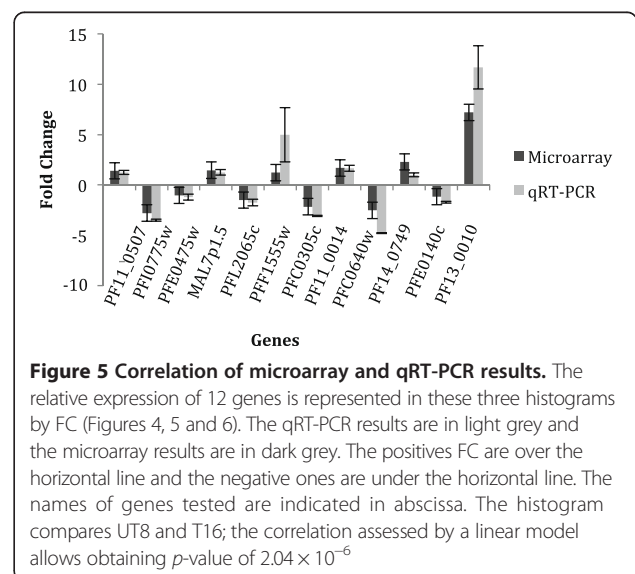 15
10
5
0
-5
-10
Fold Change
Microarray
qRT-PCR
PF11_0507
PFI0775w
PFE0475w
MAL7p1.5
PFL2065c
PFF1555w
PFC0305c
PF11_0014
PFC0640w
PF14_0749
PFE0140c
PF13_0010
Genes
Figure 5 Correlation of microarray and qRT-PCR results. The
relative expression of 12 genes is represented in these three histograms
by FC (Figures 4, 5 and 6). The qRT-PCR results are in light grey and
the microarray results are in dark grey. The positives FC are over the
horizontal line and the negative ones are under the horizontal line. The
names of genes tested are indicated in abscissa. The histogram
compares UT8 and T16; the correlation assessed by a linear model
allows obtaining p-value of 2.04 × 10⁻⁶